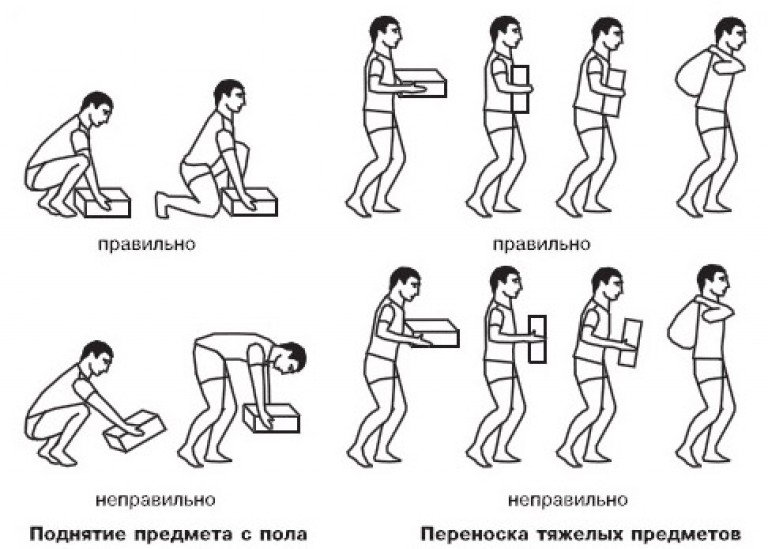 правильно
правильно
неправильно
неправильно
Поднятие предмета с пола
Переноска тяжелых предметов